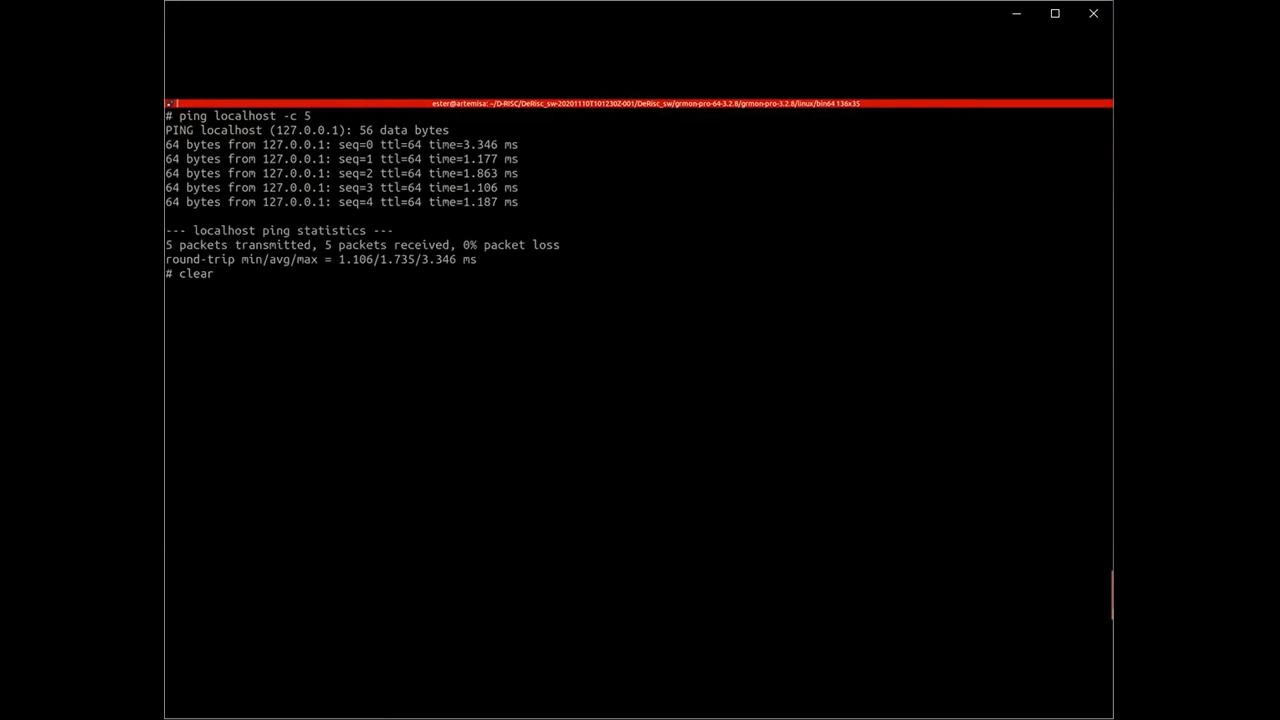 ester@artemisa: ~/D-RISC/DeRisc_sw-20201110T101230Z-001/DeRisc_sw/grmon-pro-64-3.2.8/grmon-pro-3.2.8/linux/bin64 136x35
# ping localhost -c 5
PING localhost (127.0.0.1): 56 data bytes
64 bytes from 127.0.0.1: seq=0 ttl=64 time=3.346 ms
64 bytes from 127.0.0.1: seq=1 ttl=64 time=1.177 ms
64 bytes from 127.0.0.1: seq=2 ttl=64 time=1.863 ms
64 bytes from 127.0.0.1: seq=3 ttl=64 time=1.106 ms
64 bytes from 127.0.0.1: seq=4 ttl=64 time=1.187 ms
--- localhost ping statistics ---
5 packets transmitted, 5 packets received, 0% packet loss
round-trip min/avg/max = 1.106/1.735/3.346 ms
# clear